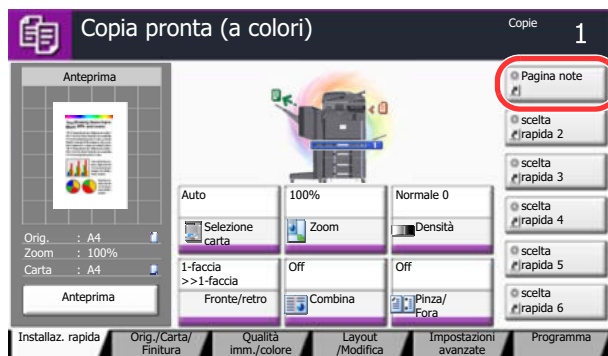 Copia pronta (a colori)
Copie 1
Anteprima
Orig. : A4
Zoom : 100%
Carta : A4
Anteprima
Auto
Selezione
carta
100%
Zoom
Normale 0
Densità
1-faccia
>>1-faccia
Fronte/retro
Off
Combina
Off
Pinza/
Fora
Pagina note
scelta
rapida 2
scelta
rapida 3
scelta
rapida 4
scelta
rapida 5
scelta
rapida 6
Installaz. rapida
Orig./Carta/
Finitura
Qualità
imm./colore
Layout
/Modifica
Impostazioni
avanzate
Programma